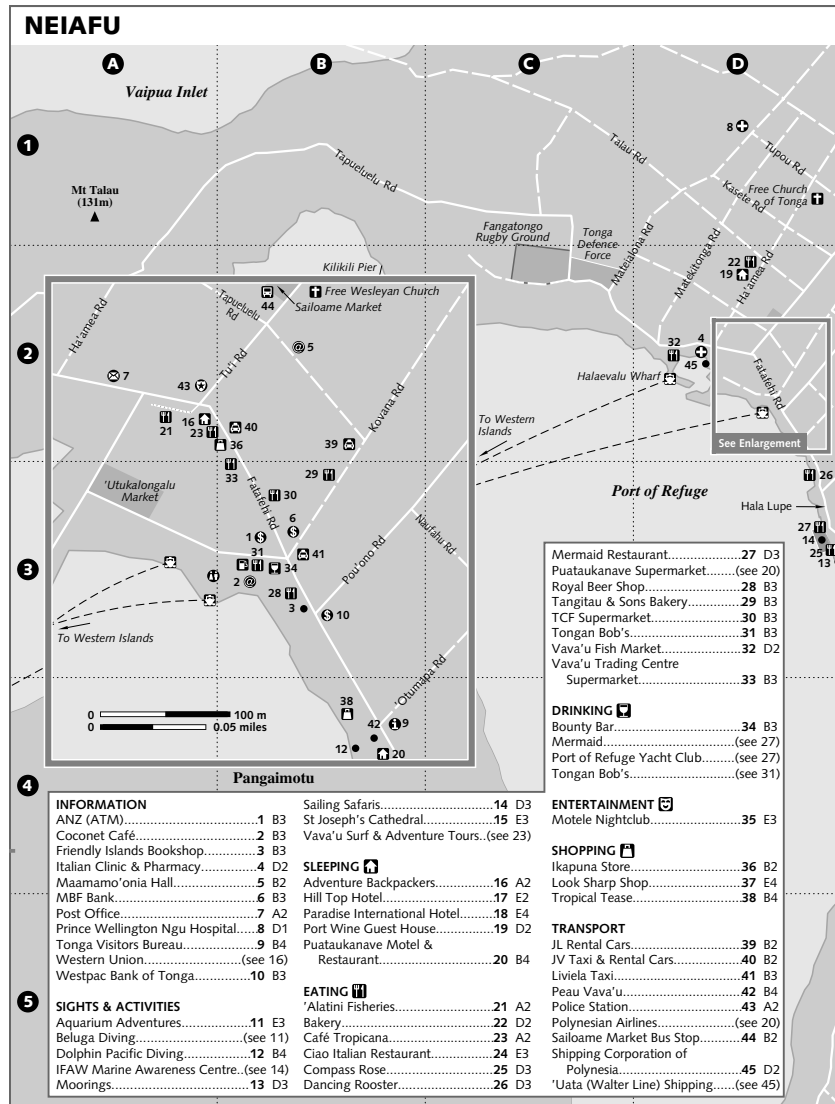 NEIAFU
A
B
C
D
Vaipua Inlet
1
8
Talau Rd
Tupou Rd
Tapueluelu Rd
Kasete Rd
Free Church
of Tonga
Mt Talau
(131m)
Fangatongo
Rugby Ground
Tonga
Defence
Force
Mateialona Rd
Matekitonga Rd
Ha'amea Rd
22
19
Kilikili Pier
Free Wesleyan Church
44
Sailoame Market
Tapueluelu
Rd
Ha'amea Rd
2
@ 5
Tu'i Rd
7
43
Kovana Rd
32
4
45
Halaevalu Wharf
Fatafehi Rd
See Enlargement
21
16
23
40
36
39
To Western
Islands
33
29
'Utukalongalu
Market
Fatafehi Rd
30
Port of Refuge
26
Hala Lupe
6
1 $
$
Pou'ono Rd
Naufahu Rd
27
14
25
13
3
31
41
34
2 @
28
3
$ 10
To Western Islands
'Otumapa Rd
38
42
9
12
20
0 100 m
0 0.05 miles
Pangaimotu
4
5
INFORMATION
ANZ (ATM)...1 B3
Coconet Café...2 B3
Friendly Islands Bookshop...3 B3
Italian Clinic & Pharmacy...4 D2
Maamamo'onia Hall...5 B2
MBF Bank...6 B3
Post Office...7 A2
Prince Wellington Ngu Hospital..8 D1
Tonga Visitors Bureau...9 B4
Western Union...(see 16)
Westpac Bank of Tonga...10 B3
SIGHTS & ACTIVITIES
Aquarium Adventures...11 E3
Beluga Diving...(see 11)
Dolphin Pacific Diving...12 B4
IFAW Marine Awareness Centre..(see 14)
Moorings...13 D3
Sailing Safaris...14 D3
St Joseph's Cathedral...15 E3
Vava'u Surf & Adventure Tours..(see 23)
SLEEPING
Adventure Backpackers...16 A2
Hill Top Hotel...17 E2
Paradise International Hotel...18 E4
Port Wine Guest House...19 D2
Puataukanave Motel &
Restaurant...20 B4
EATING
'Alatini Fisheries...21 A2
Bakery...22 D2
Café Tropicana...23 A2
Ciao Italian Restaurant...24 E3
Compass Rose...25 D3
Dancing Rooster...26 D3
Mermaid Restaurant...27 D3
Puataukanave Supermarket...(see 20)
Royal Beer Shop...28 B3
Tangitau & Sons Bakery...29 B3
TCF Supermarket...30 B3
Tongan Bob's...31 B3
Vava'u Fish Market...32 D2
Vava'u Trading Centre
Supermarket...33 B3
DRINKING
Bounty Bar...34 B3
Mermaid...(see 27)
Port of Refuge Yacht Club...(see 27)
Tongan Bob's...(see 31)
ENTERTAINMENT
Motele Nightclub...35 E3
SHOPPING
Ikapuna Store...36 B2
Look Sharp Shop...37 E4
Tropical Tease...38 B4
TRANSPORT
JL Rental Cars...39 B2
JV Taxi & Rental Cars...40 B2
Liviela Taxi...41 B3
Peau Vava'u...42 B4
Police Station...43 A2
Polynesian Airlines...(see 20)
Sailoame Market Bus Stop...44 B2
Shipping Corporation of
Polynesia...45 D2
'Uata (Walter Line) Shipping...(see 45)